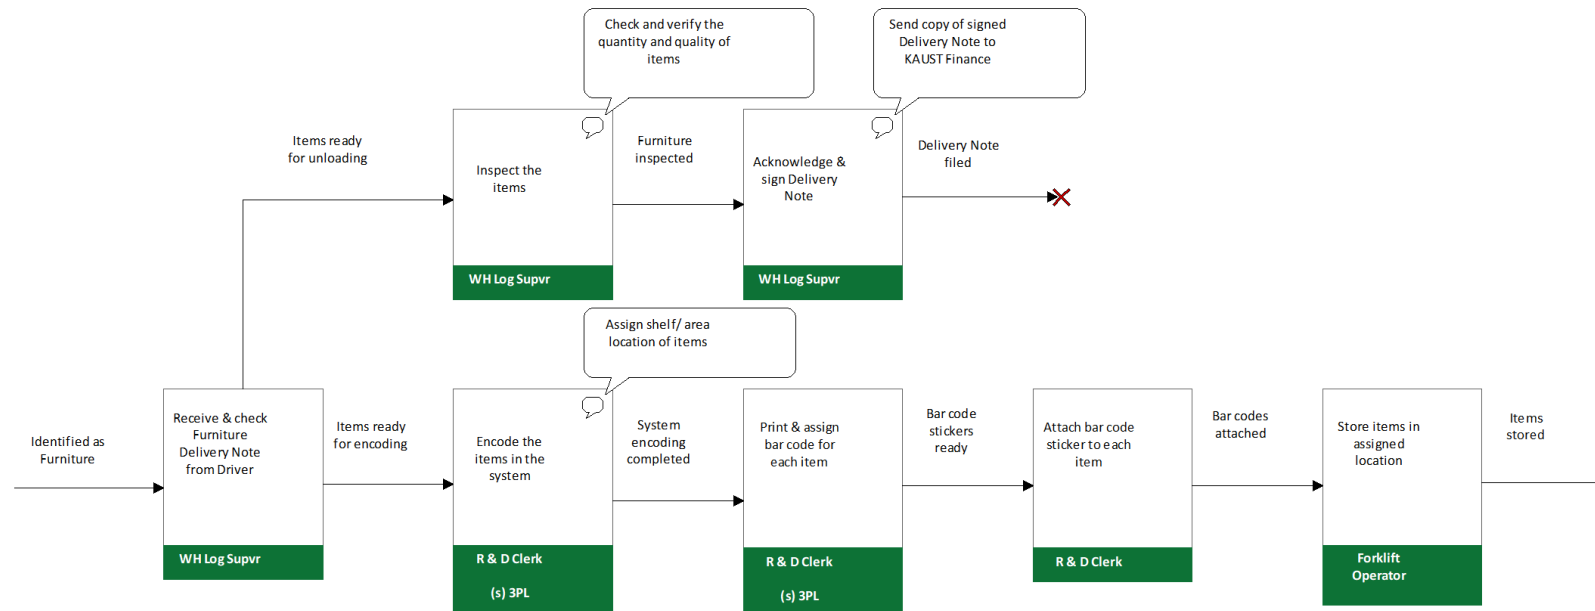 Check and verify the
quantity and quality of
items
Send copy of signed
Delivery Note to
KAUST Finance
Items ready
for unloading
Inspect the
items
WH Log Supvr
Furniture
inspected
Acknowledge &
sign Delivery
Note
WH Log Supvr
Delivery Note
filed
Assign shelf/ area
location of items
Identified as
Furniture
Receive & check
Furniture
Delivery Note
from Driver
WH Log Supvr
Items ready
for encoding
Encode the
items in the
system
R & D Clerk
(s) 3PL
System
encoding
completed
Print & assign
bar code for
each item
R & D Clerk
(s) 3PL
Bar code
stickers
ready
Attach bar code
sticker to each
item
R & D Clerk
Bar codes
attached
Store items in
assigned
location
Forklift
Operator
Items
stored